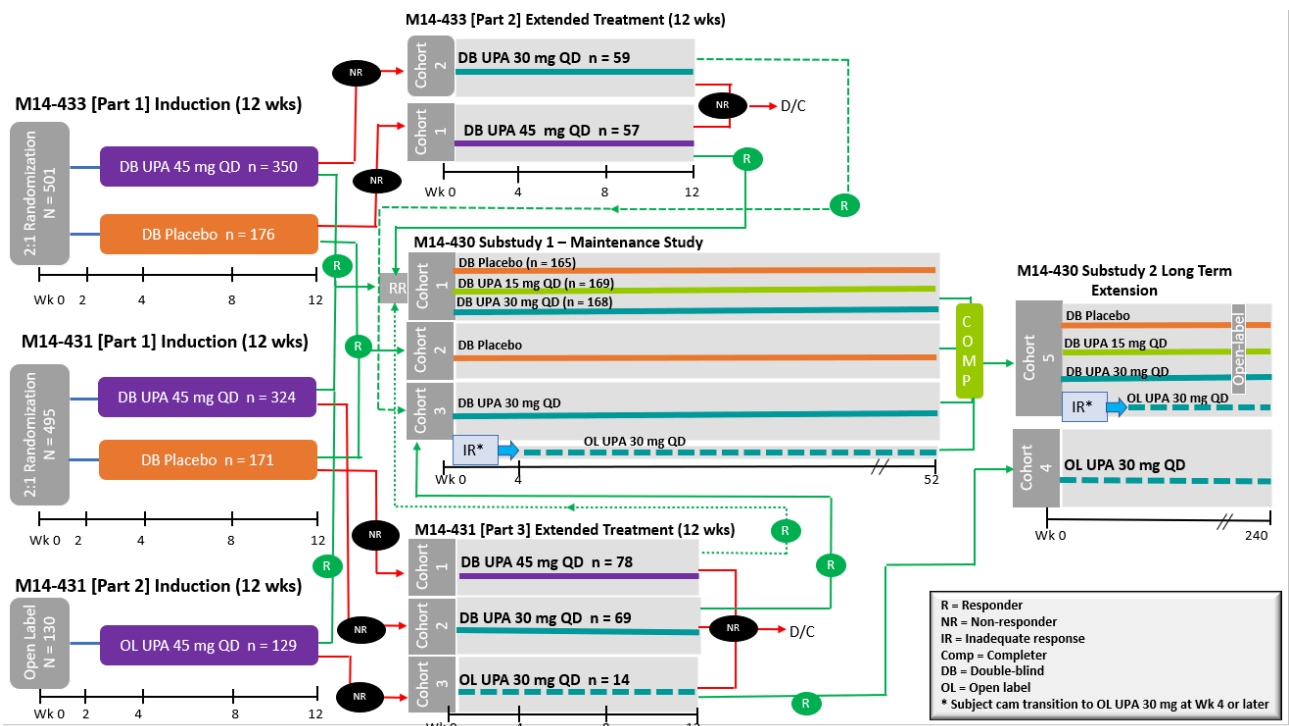 M14-433 [Part 2] Extended Treatment (12 wks)
Cohort 2
DB UPA 30 mg QD n = 59
NR
NR
D/C
Cohort 1
DB UPA 45 mg QD n = 57
R
NR
Wk 0 4 8 12
R
M14-433 [Part 1] Induction (12 wks)
2:1 Randomization
N = 501
DB UPA 45 mg QD n = 350
DB Placebo n = 176
R
Wk 0 2 4 8 12
M14-431 [Part 1] Induction (12 wks)
R
2:1 Randomization
N = 495
DB UPA 45 mg QD n = 324
DB Placebo n = 171
Wk 0 2 4 8 12
M14-431 [Part 2] Induction (12 wks)
R
Open Label
N = 130
OL UPA 45 mg QD n = 129
Wk 0 2 4 8 12
M14-430 Substudy 1 – Maintenance Study
RR
Cohort 1
DB Placebo (n = 165)
DB UPA 15 mg QD (n = 169)
DB UPA 30 mg QD (n = 168)
Cohort 2
DB Placebo
Cohort 3
DB UPA 30 mg QD
IR*
OL UPA 30 mg QD
Wk 0 4 52
COMP
M14-430 Substudy 2 Long Term
Extension
Cohort 5
DB Placebo
DB UPA 15 mg QD
DB UPA 30 mg QD
Open-label
IR*
OL UPA 30 mg QD
Cohort 4
OL UPA 30 mg QD
Wk 0 240
M14-431 [Part 3] Extended Treatment (12 wks)
R
NR
Cohort 1
DB UPA 45 mg QD n = 78
R
NR
Cohort 2
DB UPA 30 mg QD n = 69
NR
D/C
NR
Cohort 3
OL UPA 30 mg QD n = 14
R
Wk 0 4 8 12
R = Responder
NR = Non-responder
IR = Inadequate response
Comp = Completer
DB = Double-blind
OL = Open label
* Subject cam transition to OL UPA 30 mg at Wk 4 or later